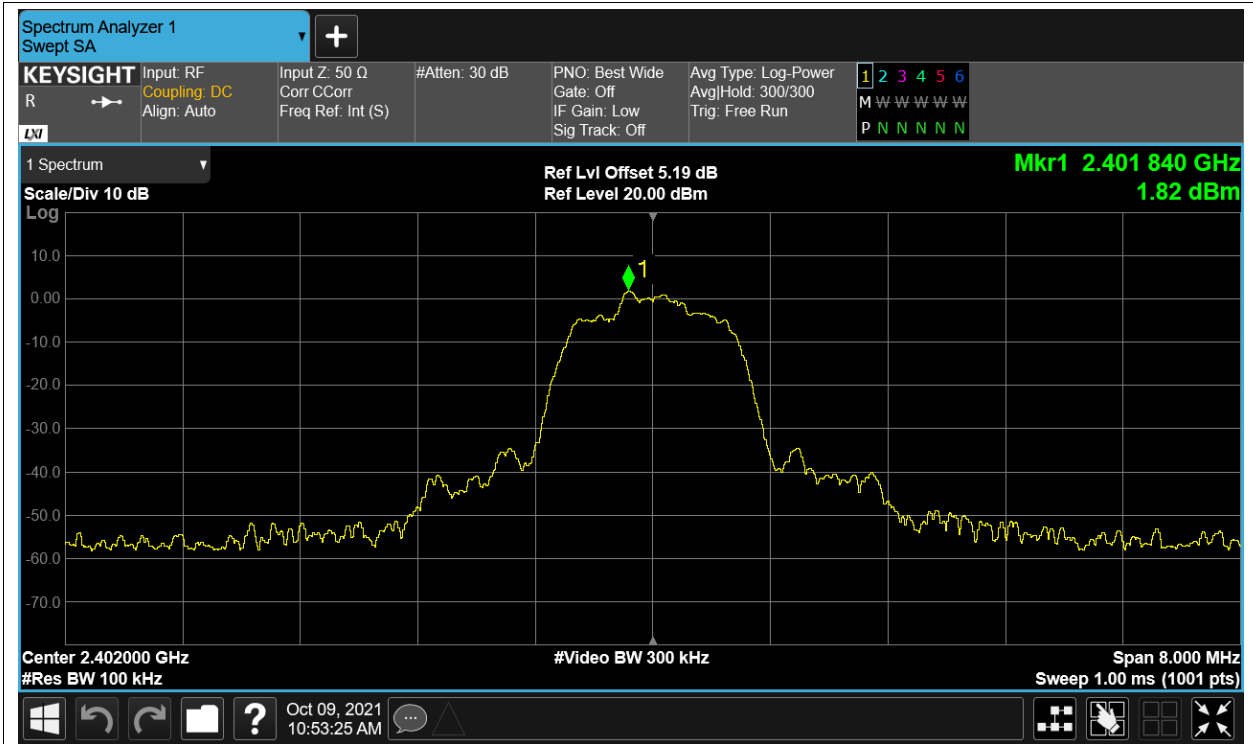 Spectrum Analyzer 1
Swept SA
KEYSIGHT
R
LXI
Input: RF
Coupling: DC
Align: Auto
Input Z: 50 Ω
Corr CCorr
Freq Ref: Int (S)
#Atten: 30 dB
PNO: Best Wide
Gate: Off
IF Gain: Low
Sig Track: Off
Avg Type: Log-Power
Avg|Hold: 300/300
Trig: Free Run
1 2 3 4 5 6
M W W W W W
P N N N N N
1 Spectrum
Scale/Div 10 dB
Log
Ref Lvl Offset 5.19 dB
Ref Level 20.00 dBm
Mkr1 2.401 840 GHz
1.82 dBm
1
10.0
0.00
-10.0
-20.0
-30.0
-40.0
-50.0
-60.0
-70.0
Center 2.402000 GHz
#Res BW 100 kHz
#Video BW 300 kHz
Span 8.000 MHz
Sweep 1.00 ms (1001 pts)
?
Oct 09, 2021
10:53:25 AM